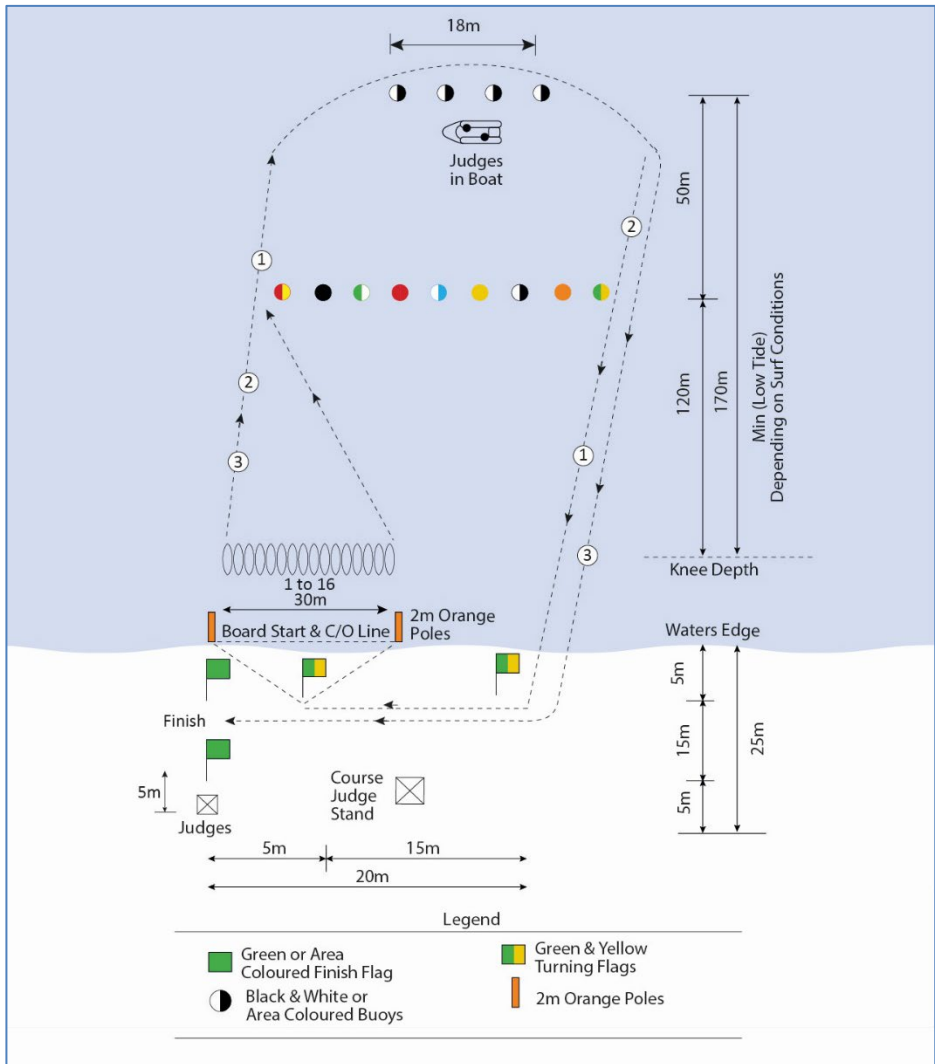 18m
Judges
in Boat
50m
2
1
2
120m
170m
Min (Low Tide)
Depending on Surf Conditions
1
3
3
1 to 16
30m
Knee Depth
Board Start & C/O Line
2m Orange
Poles
Waters Edge
5m
Finish
15m
25m
5m
5m
Judges
Course
Judge
Stand
5m
15m
20m
Legend
Green or Area
Coloured Finish Flag
Green & Yellow
Turning Flags
Black & White or
Area Coloured Buoys
2m Orange Poles